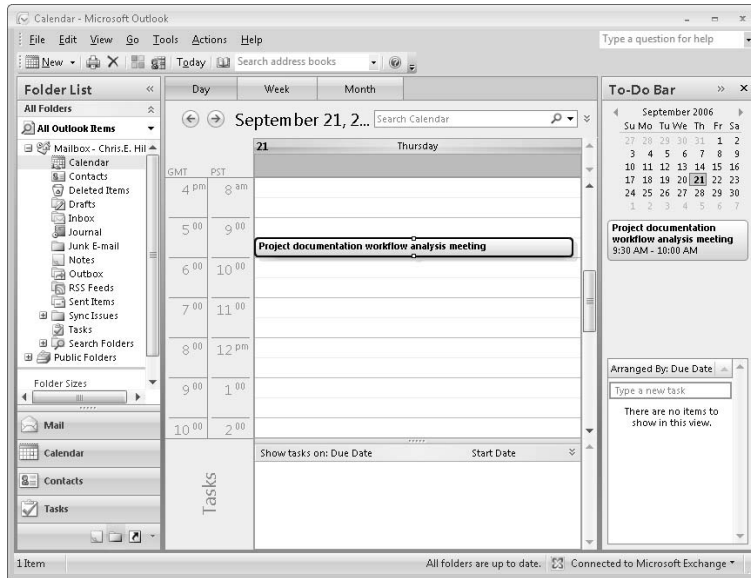 Calendar - Microsoft Outlook
File Edit View Go Tools Actions Help
Type a question for help
New Today Search address books
Folder List «
All Folders
All Outlook Items
Mailbox - Chris.E. Hil
Calendar
Contacts
Deleted Items
Drafts
Inbox
Journal
Junk E-mail
Notes
Outbox
RSS Feeds
Sent Items
Sync Issues
Tasks
Search Folders
Public Folders
Folder Sizes
Mail
Calendar
Contacts
Tasks
Day Week Month
September 21, 2... Search Calendar
21 Thursday
GMT PST
4 pm 8 am
5 00 9 00
Project documentation workflow analysis meeting
6 00 10 00
7 00 11 00
8 00 12 pm
9 00 1 00
10 00 2 00
Tasks
Show tasks on: Due Date Start Date
To-Do Bar » ×
September 2006
Su Mo Tu We Th Fr Sa
27 28 29 30 31 1 2
3 4 5 6 7 8 9
10 11 12 13 14 15 16
17 18 19 20 21 22 23
24 25 26 27 28 29 30
1 2 3 4 5 6 7
Project documentation
workflow analysis meeting
9:30 AM - 10:00 AM
Arranged By: Due Date
Type a new task
There are no items to
show in this view.
1 Item
All folders are up to date. Connected to Microsoft Exchange